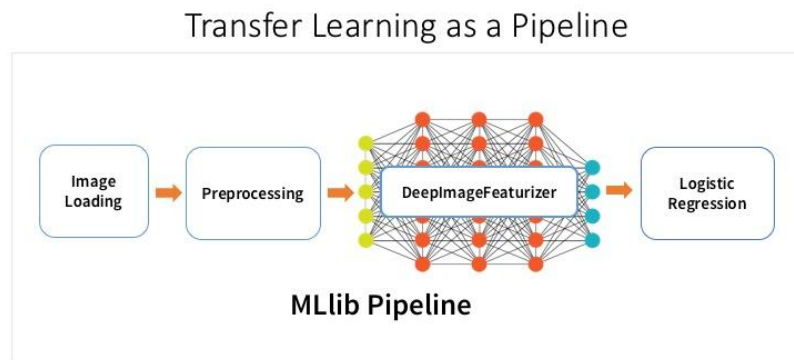 Transfer Learning as a Pipeline
Image
Loading
Preprocessing
DeepImageFeaturizer
Logistic
Regression
MLlib Pipeline